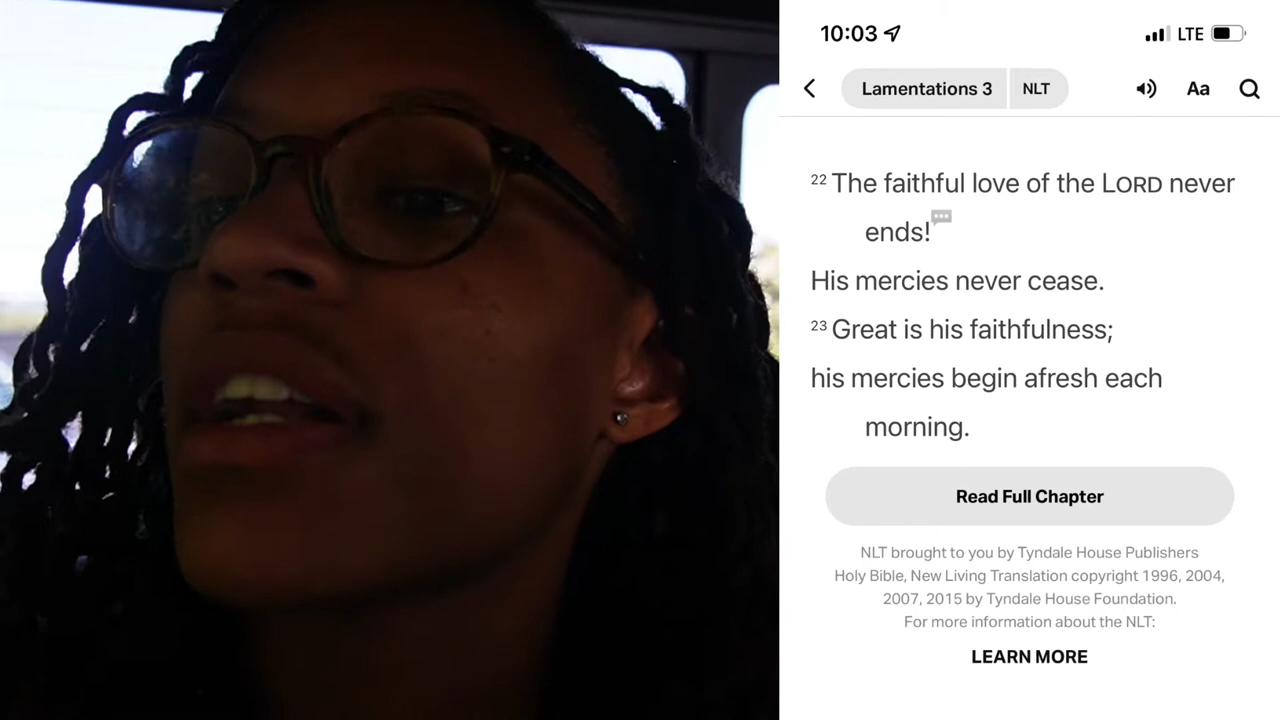 10:03 LTE
Lamentations 3 NLT Aa
22 The faithful love of the LORD never
ends!
His mercies never cease.
23 Great is his faithfulness;
his mercies begin afresh each
morning.
Read Full Chapter
NLT brought to you by Tyndale House Publishers
Holy Bible, New Living Translation copyright 1996, 2004,
2007, 2015 by Tyndale House Foundation.
For more information about the NLT:
LEARN MORE